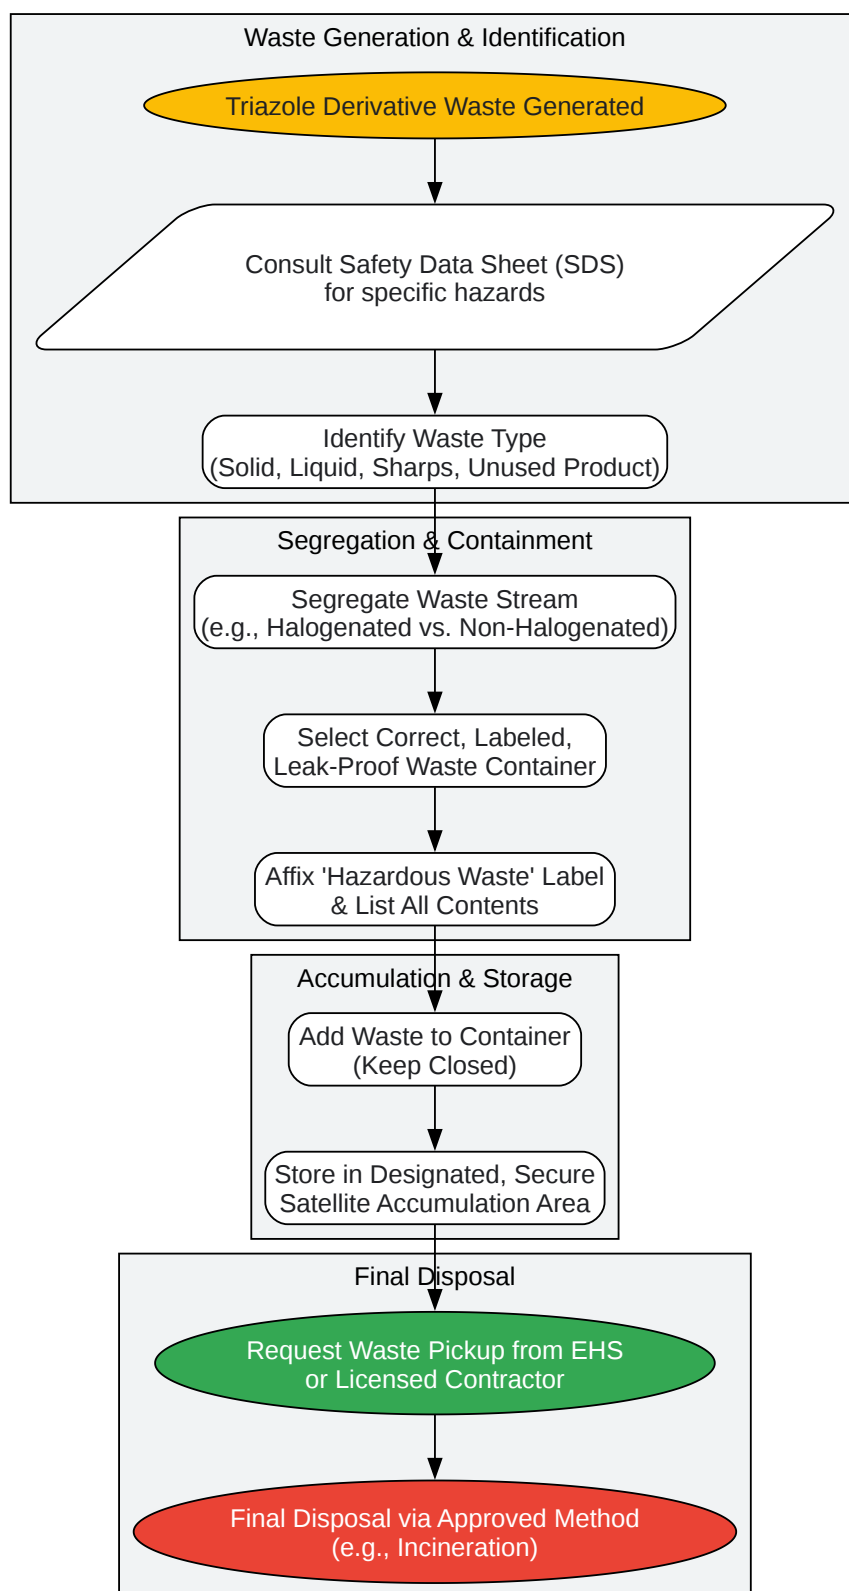 Waste Generation & Identification
Triazole Derivative Waste Generated
Consult Safety Data Sheet (SDS)
for specific hazards
Identify Waste Type
(Solid, Liquid, Sharps, Unused Product)
Segregation & Containment
Segregate Waste Stream
(e.g., Halogenated vs. Non-Halogenated)
Select Correct, Labeled,
Leak-Proof Waste Container
Affix 'Hazardous Waste' Label
& List All Contents
Accumulation & Storage
Add Waste to Container
(Keep Closed)
Store in Designated, Secure
Satellite Accumulation Area
Final Disposal
Request Waste Pickup from EHS
or Licensed Contractor
Final Disposal via Approved Method
(e.g., Incineration)